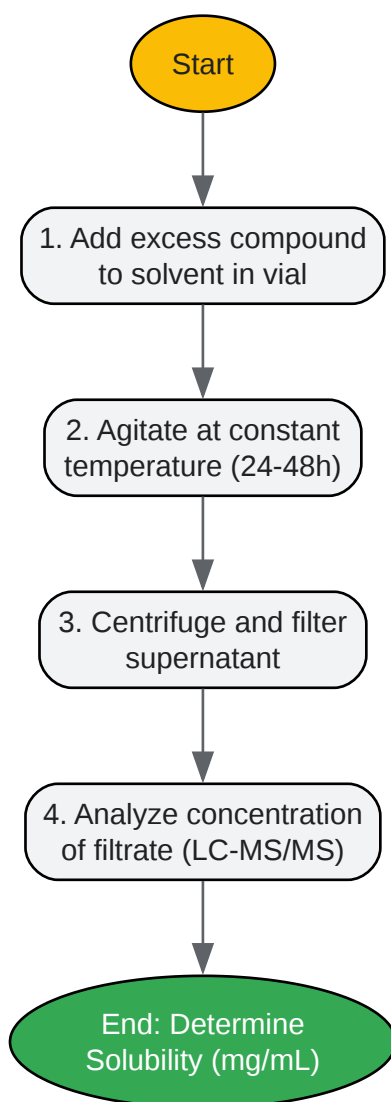 Start
1. Add excess compound
to solvent in vial
2. Agitate at constant
temperature (24-48h)
3. Centrifuge and filter
supernatant
4. Analyze concentration
of filtrate (LC-MS/MS)
End: Determine
Solubility (mg/mL)